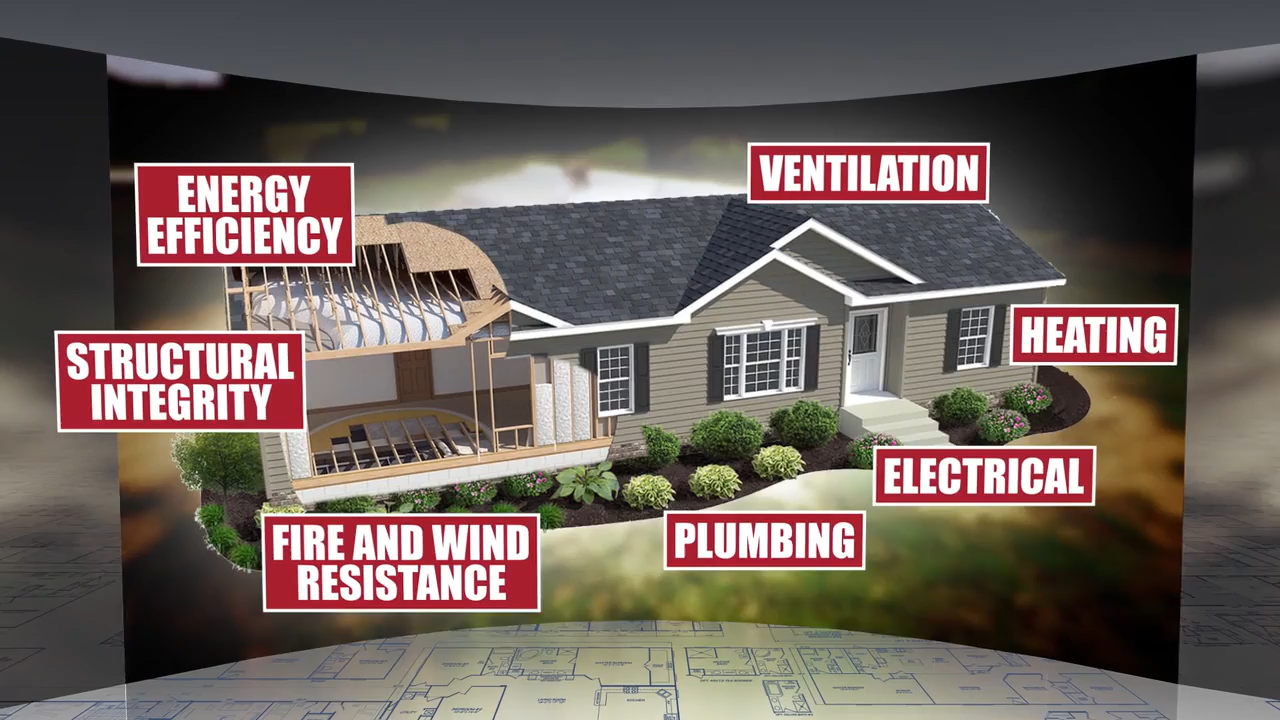 VENTILATION
ENERGY
EFFICIENCY
HEATING
STRUCTURAL
INTEGRITY
ELECTRICAL
PLUMBING
FIRE AND WIND
RESISTANCE